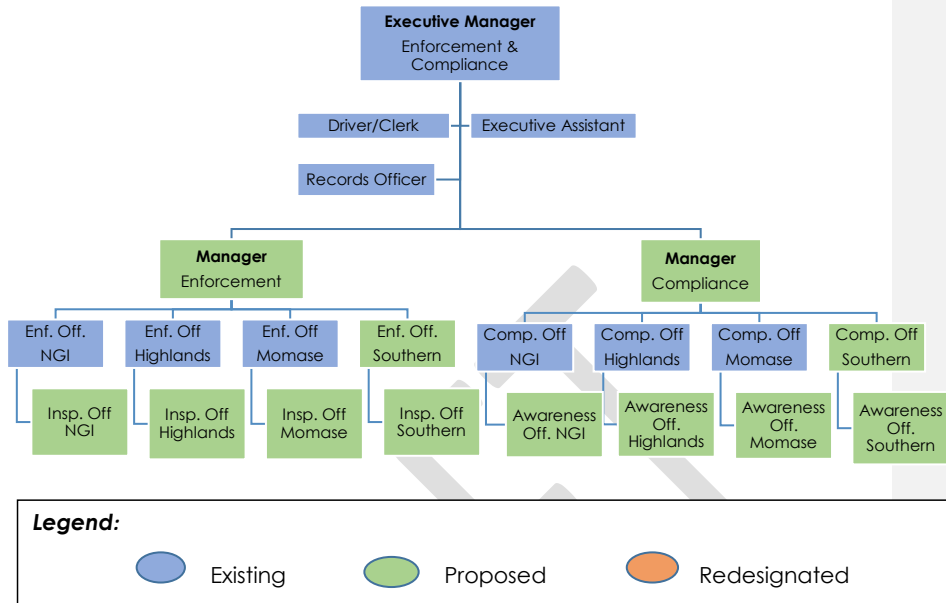 Executive Manager
Enforcement &
Compliance
Driver/Clerk
Executive Assistant
Records Officer
Manager
Enforcement
Manager
Compliance
Enf. Off.
NGI
Enf. Off
Highlands
Enf. Off
Momase
Enf. Off.
Southern
Comp. Off
NGI
Comp. Off
Highlands
Comp. Off
Momase
Comp. Off
Southern
Insp. Off
NGI
Insp. Off
Highlands
Insp. Off
Momase
Insp. Off
Southern
Awareness
Off. NGI
Awareness
Off.
Highlands
Awareness
Off.
Momase
Awareness
Off.
Southern
Legend:
Existing
Proposed
Redesignated